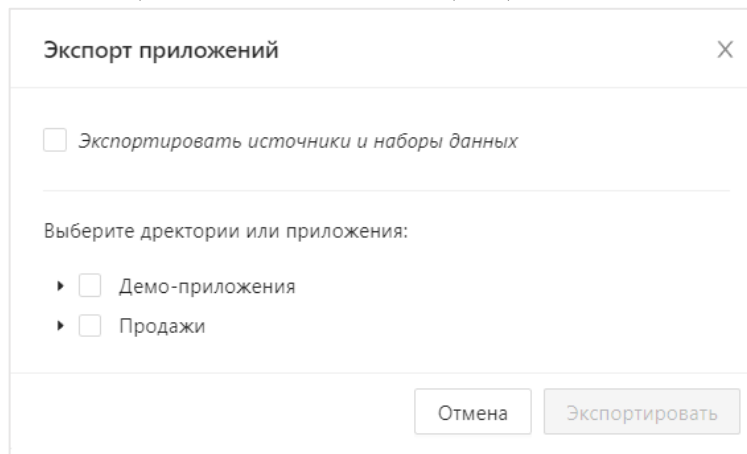 Экспорт приложений
Экспортировать источники и наборы данных
Выберите дректории или приложения:
Демо-приложения
Продажи
Отмена Экспортировать